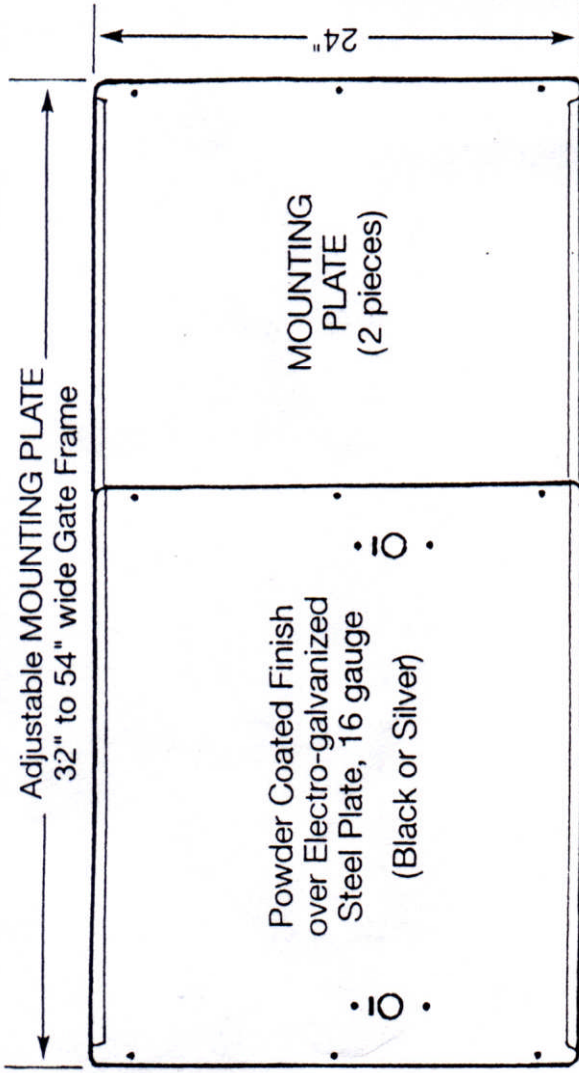 Adjustable MOUNTING PLATE
32" to 54" wide Gate Frame
24"
Powder Coated Finish
over Electro-galvanized
Steel Plate, 16 gauge
(Black or Silver)
MOUNTING
PLATE
(2 pieces)